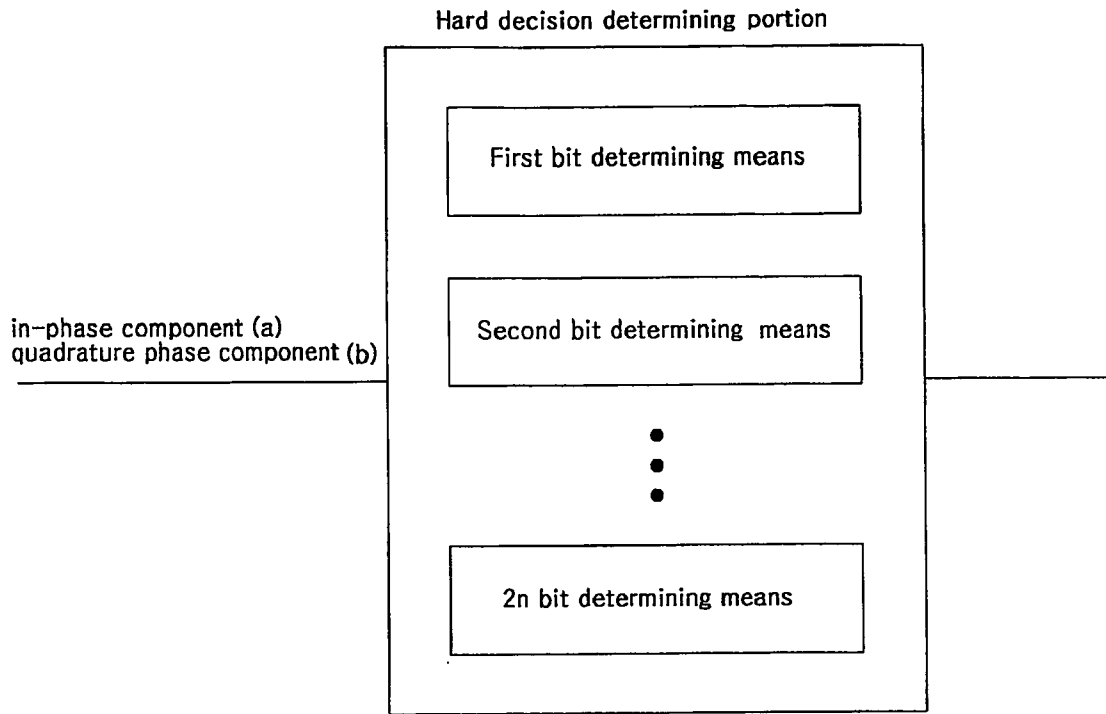 Hard decision determining portion
First bit determining means
in-phase component (a)
quadrature phase component (b)
Second bit determining means
2n bit determining means